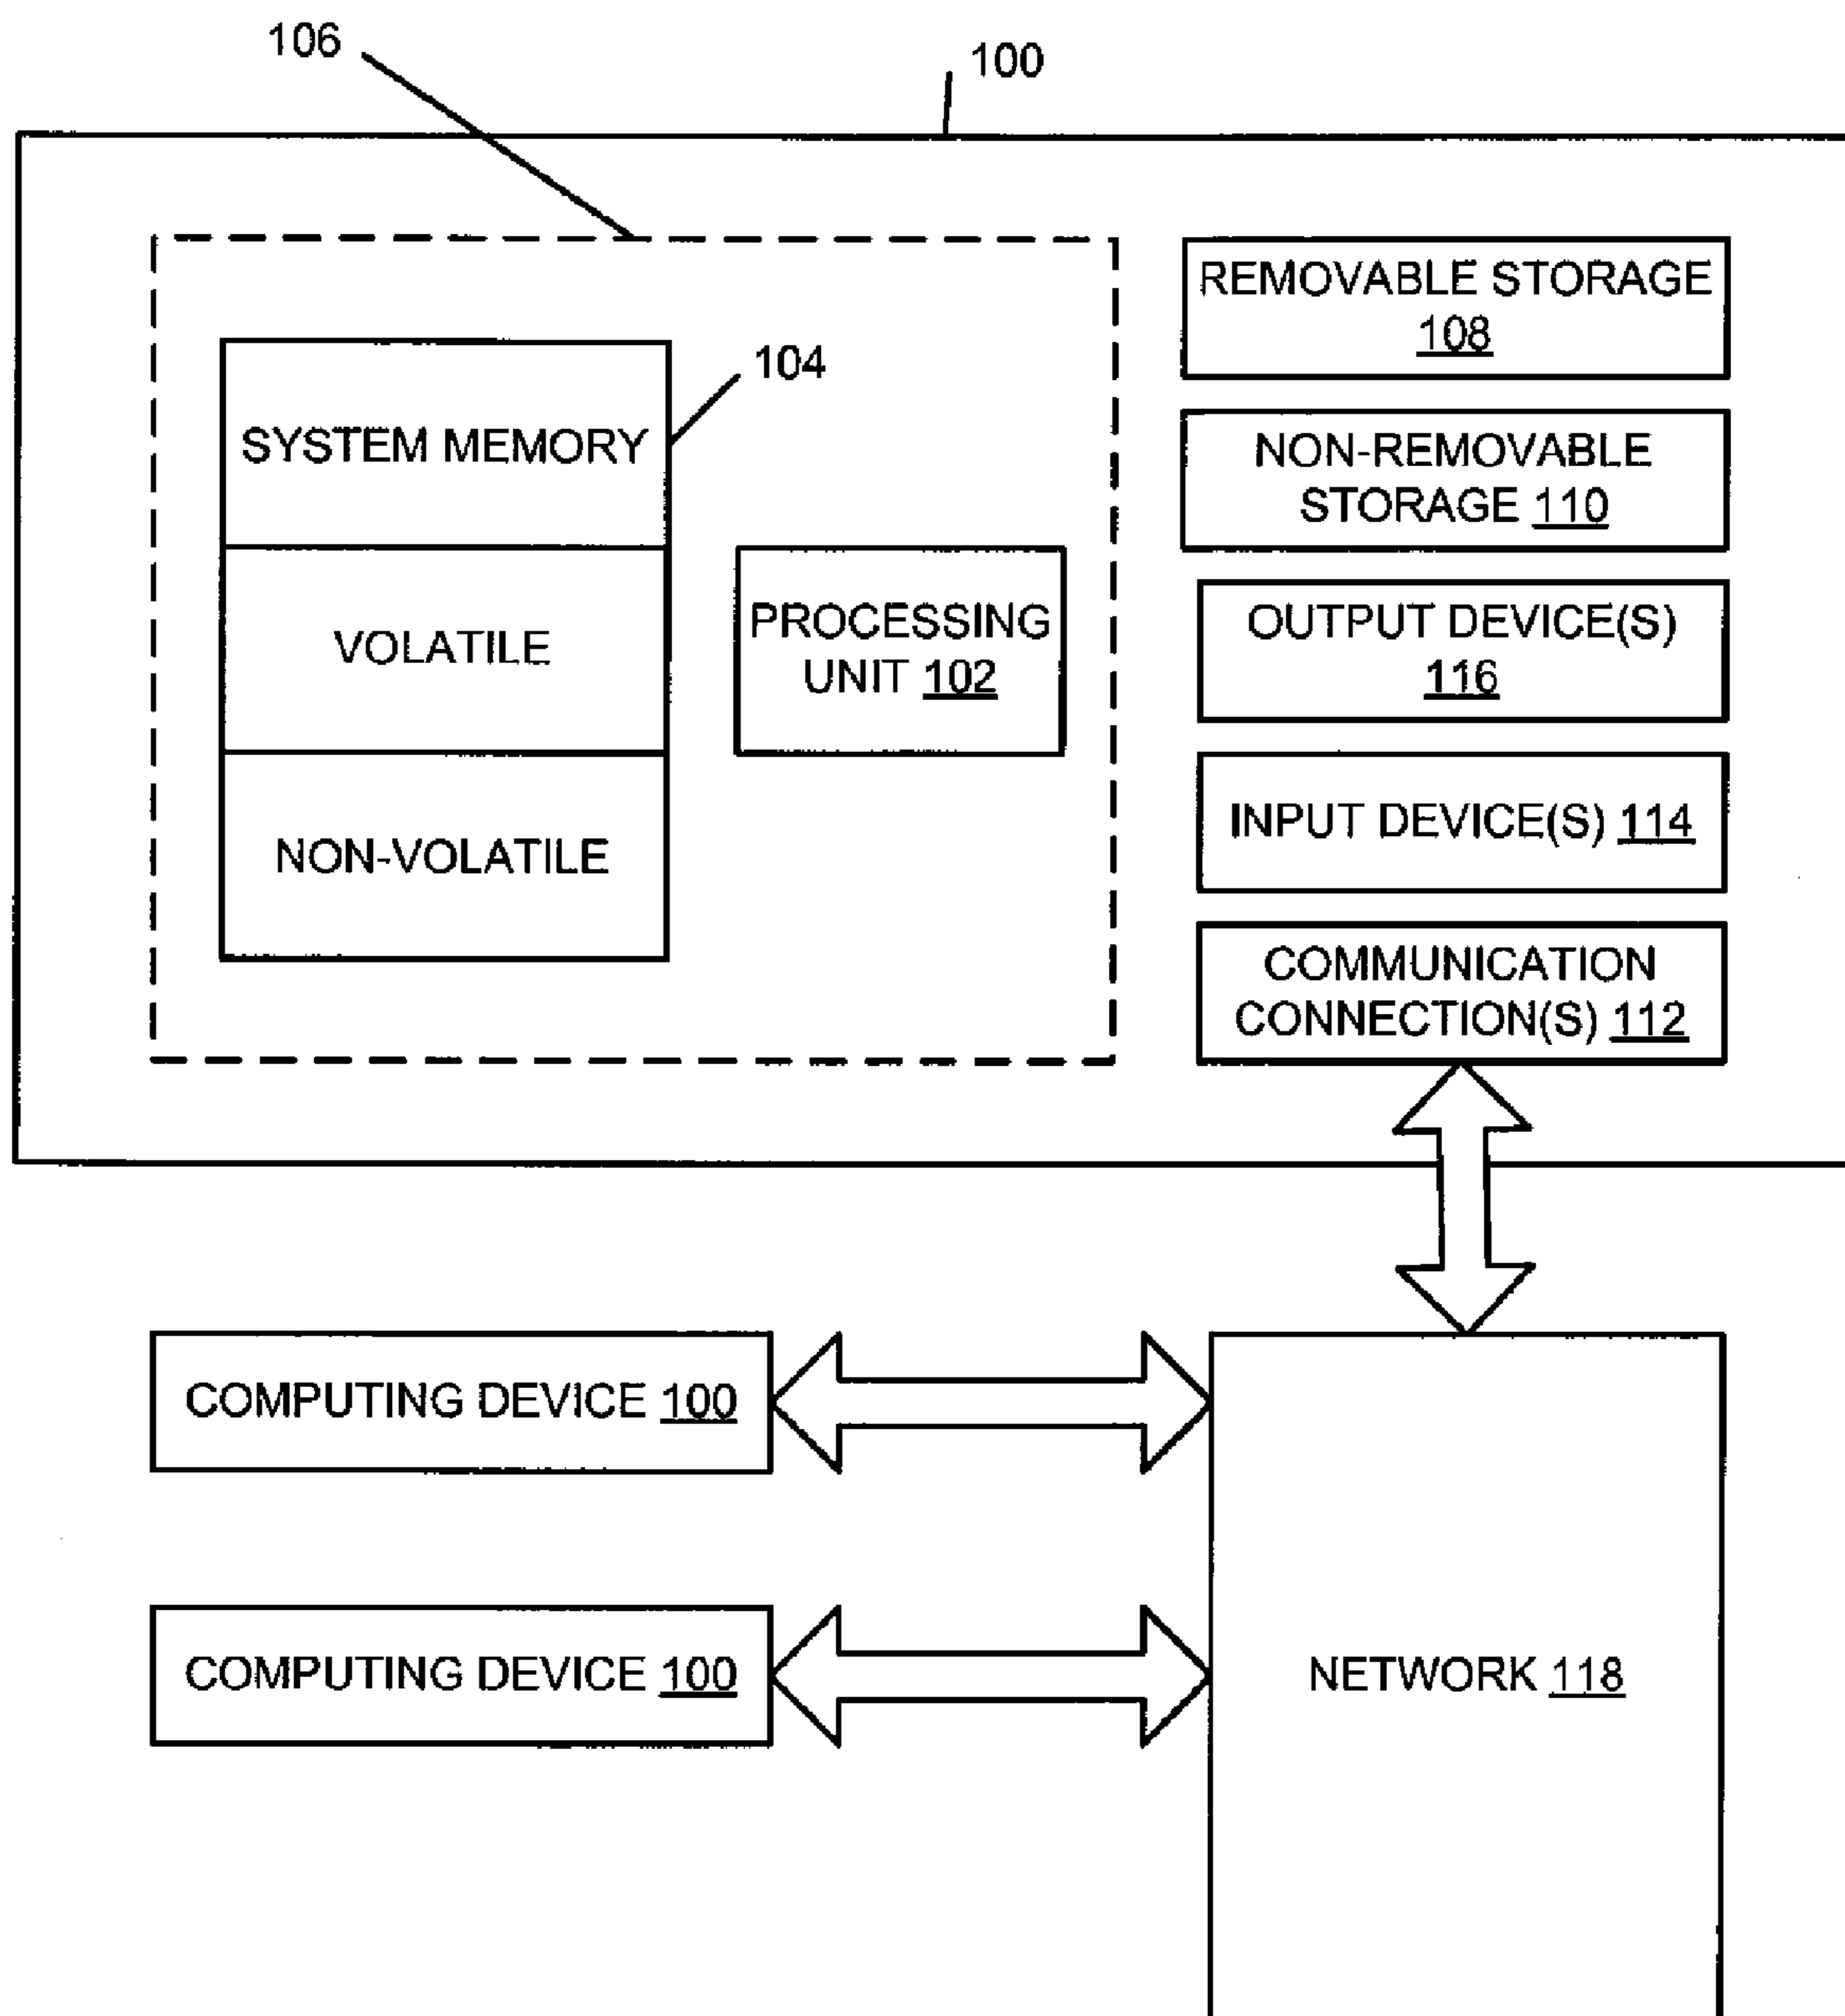 106
100
REMOVABLE STORAGE
108
104
SYSTEM MEMORY
NON-REMOVABLE
STORAGE 110
VOLATILE
PROCESSING
UNIT 102
OUTPUT DEVICE(S)
116
NON-VOLATILE
INPUT DEVICE(S) 114
COMMUNICATION
CONNECTION(S) 112
COMPUTING DEVICE 100
COMPUTING DEVICE 100
NETWORK 118